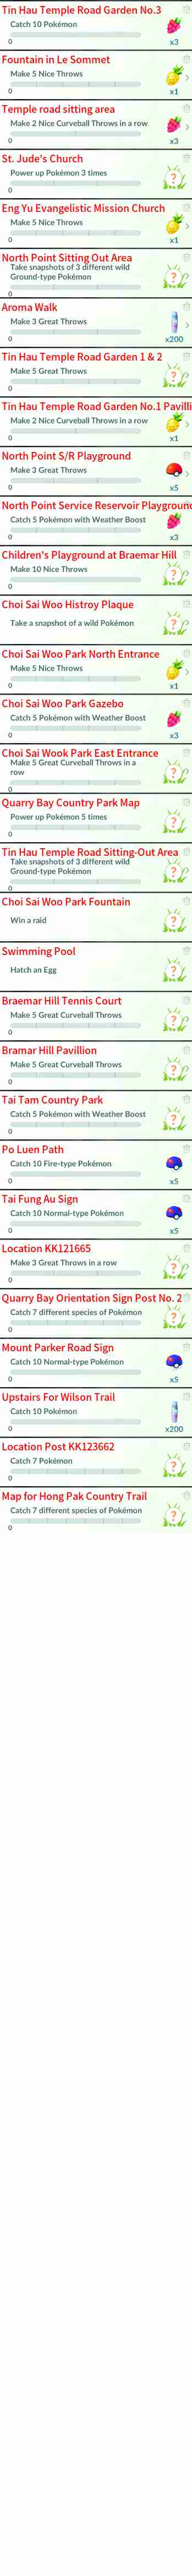 Tin Hau Temple Road Garden No.3
Catch 10 Pokémon
0
x3
Fountain in Le Sommet
Make 5 Nice Throws
0
x1
Temple road sitting area
Make 2 Nice Curveball Throws in a row
0
x3
St. Jude's Church
Power up Pokémon 3 times
?
0
Eng Yu Evangelistic Mission Church
Make 5 Nice Throws
0
x1
North Point Sitting Out Area
Take snapshots of 3 different wild
Ground-type Pokémon
?
0
Aroma Walk
Make 3 Great Throws
0
x200
Tin Hau Temple Road Garden 1 & 2
Make 5 Great Throws
?
0
Tin Hau Temple Road Garden No.1 Pavilli
Make 2 Nice Curveball Throws in a row
0
x1
North Point S/R Playground
Make 3 Great Throws
0
x5
North Point Service Reservoir Playground
Catch 5 Pokémon with Weather Boost
0
x3
Children's Playground at Braemar Hill
Make 10 Nice Throws
?
0
Choi Sai Woo Histroy Plaque
Take a snapshot of a wild Pokémon
?
Choi Sai Woo Park North Entrance
Make 5 Nice Throws
0
x1
Choi Sai Woo Park Gazebo
Catch 5 Pokémon with Weather Boost
0
x3
Choi Sai Wook Park East Entrance
Make 5 Great Curveball Throws in a
row
?
0
Quarry Bay Country Park Map
Power up Pokémon 5 times
?
0
Tin Hau Temple Road Sitting-Out Area
Take snapshots of 3 different wild
Ground-type Pokémon
?
0
Choi Sai Woo Park Fountain
Win a raid
?
Swimming Pool
Hatch an Egg
?
Braemar Hill Tennis Court
Make 5 Great Curveball Throws
?
0
Bramar Hill Pavillion
Make 5 Great Curveball Throws
?
0
Tai Tam Country Park
Catch 5 Pokémon with Weather Boost
?
0
Po Luen Path
Catch 10 Fire-type Pokémon
0
x5
Tai Fung Au Sign
Catch 10 Normal-type Pokémon
0
x5
Location KK121665
Make 3 Great Throws in a row
?
0
Quarry Bay Orientation Sign Post No. 2
Catch 7 different species of Pokémon
?
0
Mount Parker Road Sign
Catch 10 Normal-type Pokémon
0
x5
Upstairs For Wilson Trail
Catch 10 Pokémon
0
x200
Location Post KK123662
Catch 7 Pokémon
?
0
Map for Hong Pak Country Trail
Catch 7 different species of Pokémon
?
0